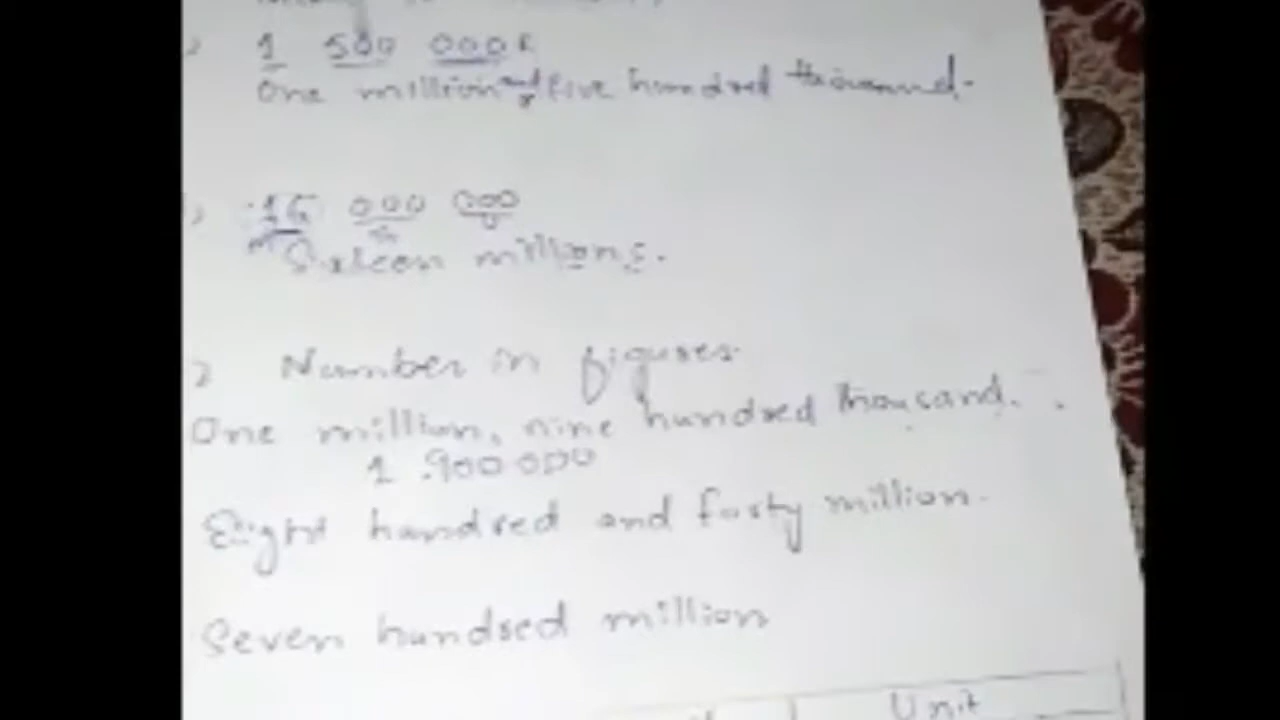 1 500 000
One million and five hundred thousand.
16 000 000
Sixteen millions.
Number in figures
One million, nine hundred thousand.
1 900 000
Eight hundred and forty million.
Seven hundred million
Unit